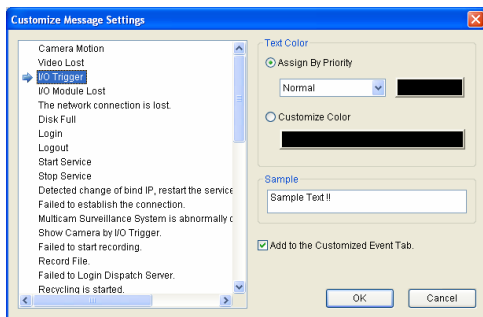 Customize Message Settings
Camera Motion
Video Lost
I/O Trigger
I/O Module Lost
The network connection is lost.
Disk Full
Login
Logout
Start Service
Stop Service
Detected change of bind IP, restart the service
Failed to establish the connection.
Multicam Surveillance System is abnormally
Show Camera by I/O Trigger.
Failed to start recording.
Record File.
Failed to Login Dispatch Server.
Recycling is started.
Text Color
Assign By Priority
Normal
Customize Color
Sample
Sample Text !!
Add to the Customized Event Tab.
OK
Cancel